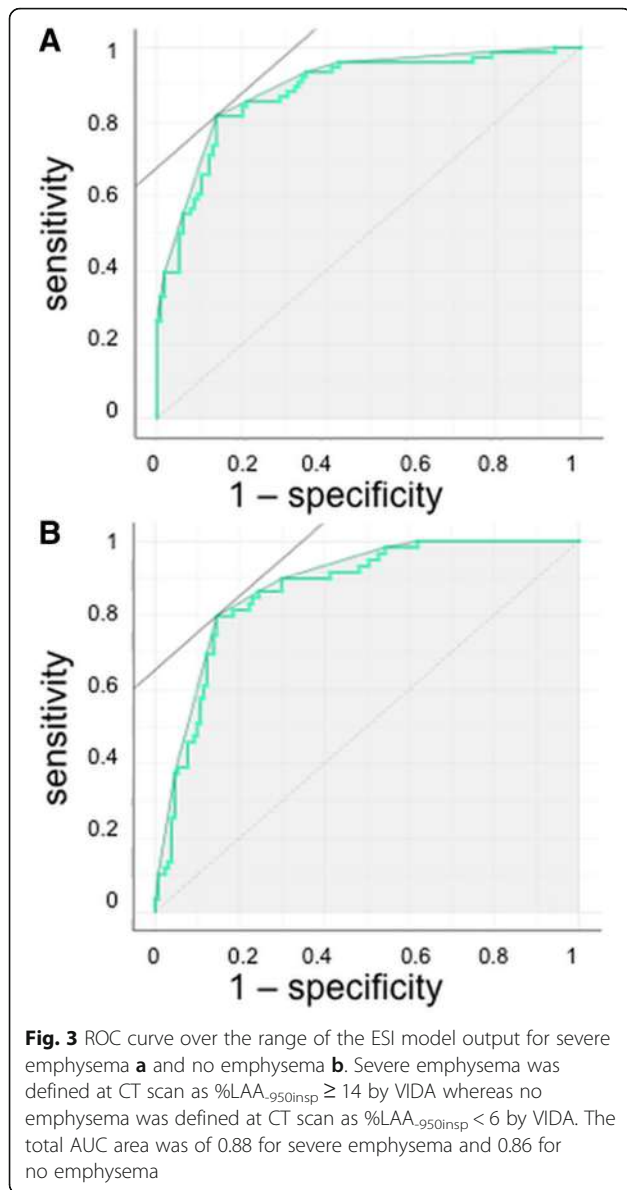 A
1
0.8
0.6
0.4
0.2
0
sensitivity
0 0.2 0.4 0.6 0.8 1
1 – specificity
B
1
0.8
0.6
0.4
0.2
0
sensitivity
0 0.2 0.4 0.6 0.8 1
1 – specificity
Fig. 3 ROC curve over the range of the ESI model output for severe
emphysema a and no emphysema b. Severe emphysema was
defined at CT scan as %LAA-950insp ≥ 14 by VIDA whereas no
emphysema was defined at CT scan as %LAA-950insp < 6 by VIDA. The
total AUC area was of 0.88 for severe emphysema and 0.86 for
no emphysema